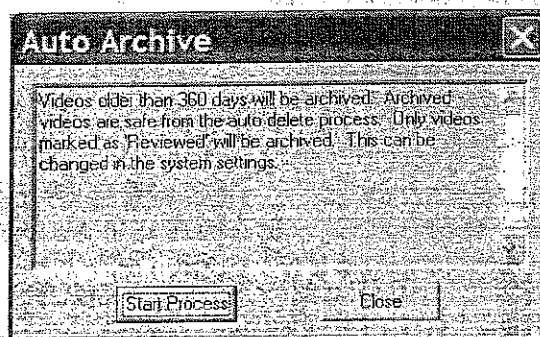 Auto Archive
Videos older than 360 days will be archived. Archived
videos are safe from the auto delete process. Only videos
marked as 'Reviewed' will be archived. This can be
changed in the system settings.
Start Process
Close